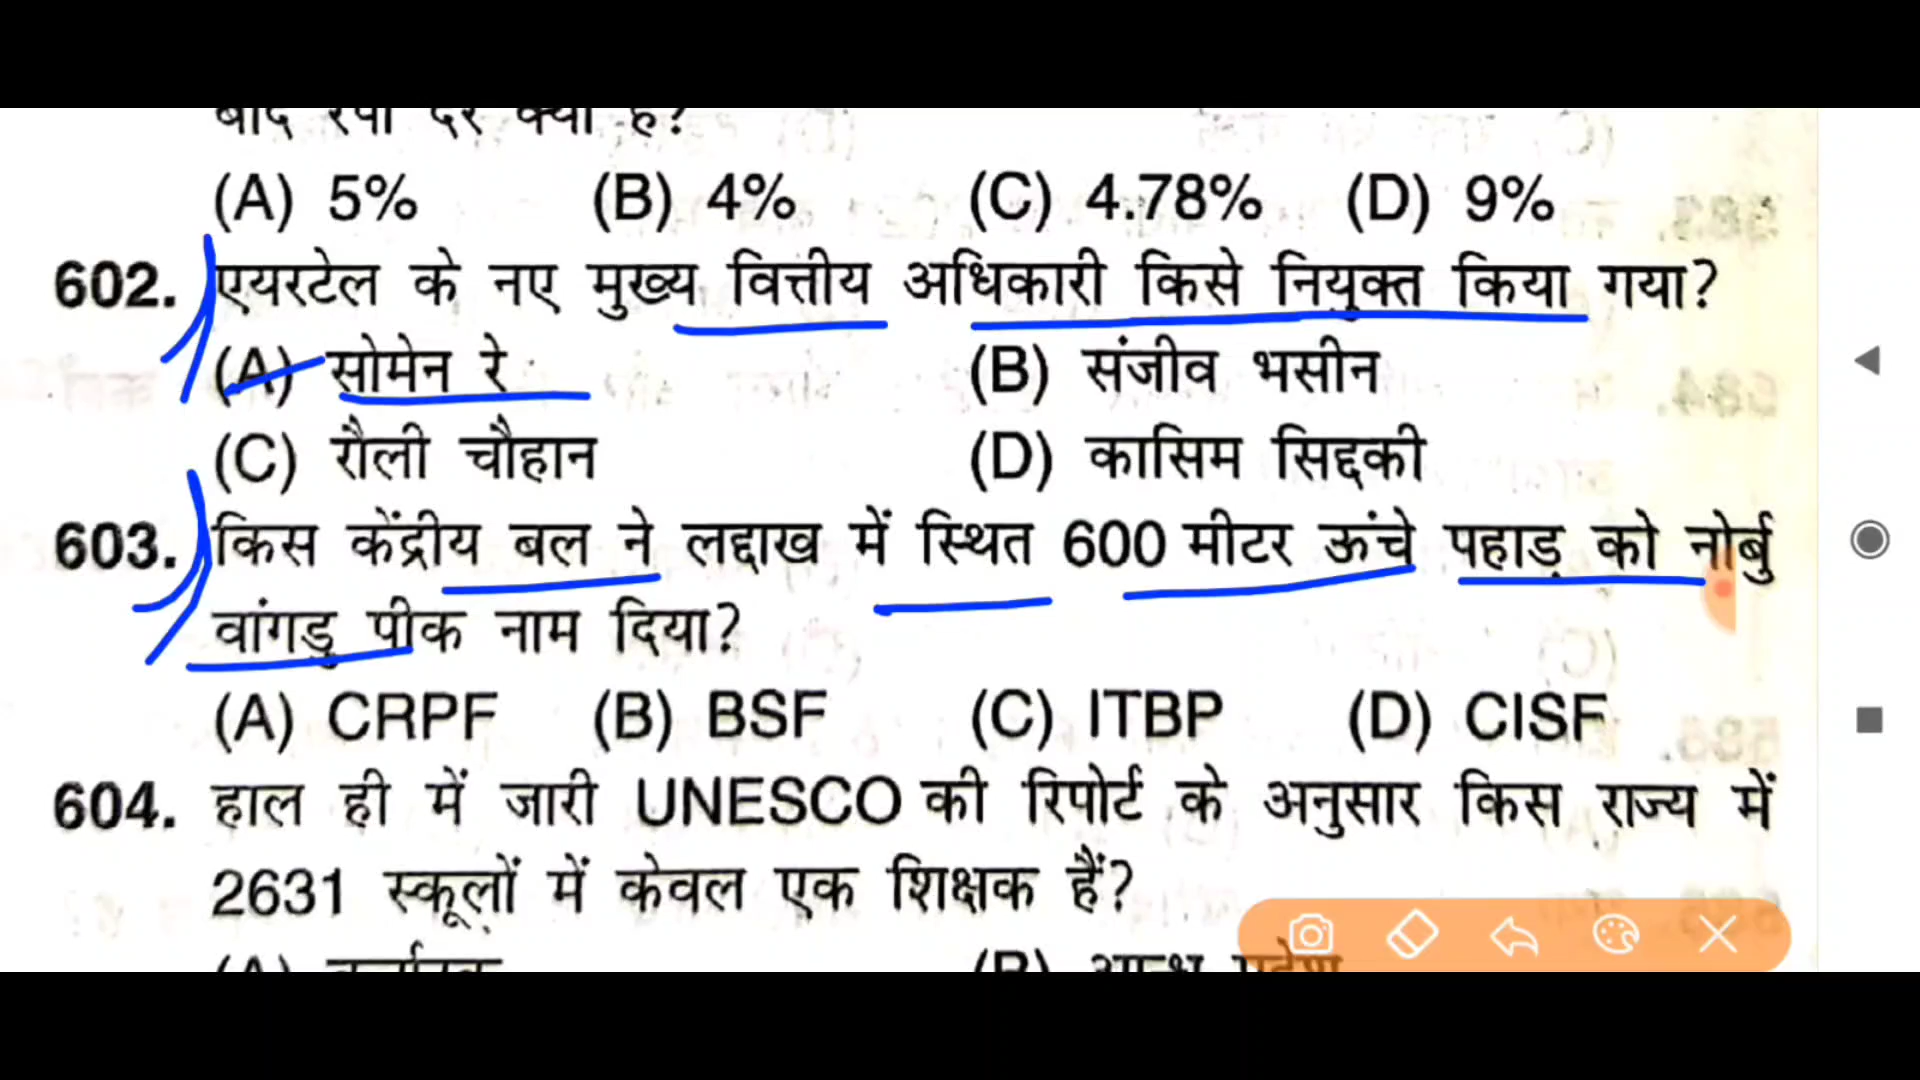 बाद रेपो दर क्या है?
(A) 5% (B) 4% (C) 4.78% (D) 9%
602. एयरटेल के नए मुख्य वित्तीय अधिकारी किसे नियुक्त किया गया?
(A) सोमेन रे (B) संजीव भसीन
(C) रौली चौहान (D) कासिम सिद्दकी
603. किस केंद्रीय बल ने लद्दाख में स्थित 600 मीटर ऊंचे पहाड़ को नोर्बु
वांगडु पीक नाम दिया?
(A) CRPF (B) BSF (C) ITBP (D) CISF
604. हाल ही में जारी UNESCO की रिपोर्ट के अनुसार किस राज्य में
2631 स्कूलों में केवल एक शिक्षक हैं?
(A) (B)